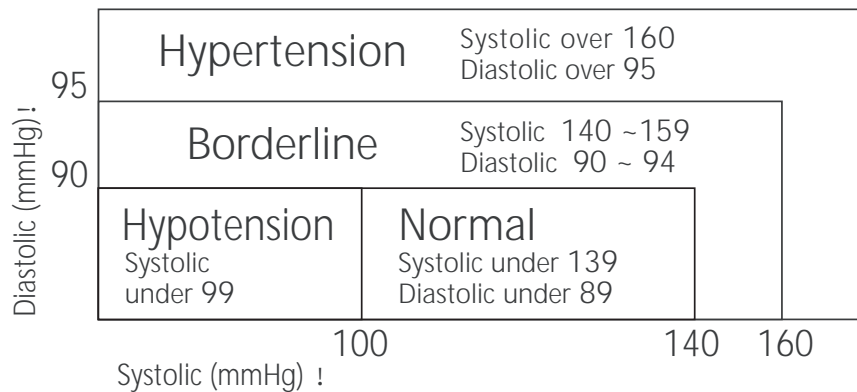 Hypertension
Systolic over 160
Diastolic over 95
95
Borderline
Systolic 140 ~159
Diastolic 90 ~ 94
90
Hypotension
Systolic
under 99
Normal
Systolic under 139
Diastolic under 89
Diastolic (mmHg) !
100
140
160
Systolic (mmHg) !